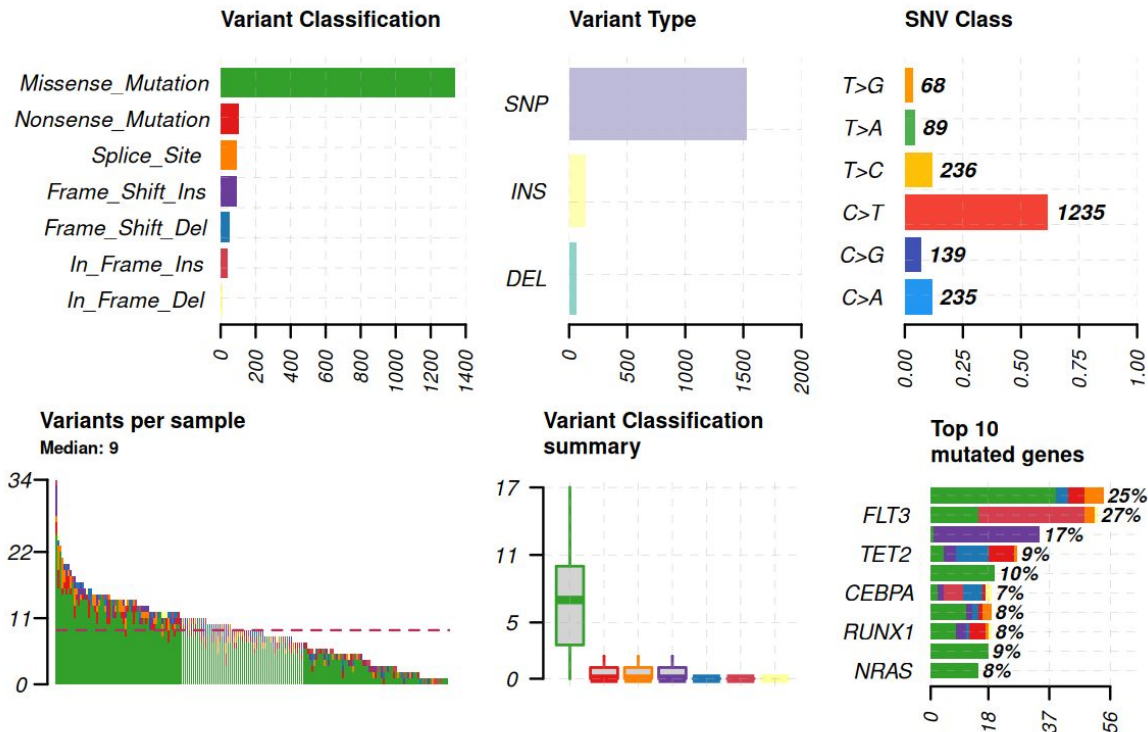 Variant Classification
Missense_Mutation
Nonsense_Mutation
Splice_Site
Frame_Shift_Ins
Frame_Shift_Del
In_Frame_Ins
In_Frame_Del
0 200 400 600 800 1000 1200 1400
Variant Type
SNP
INS
DEL
0 500 1000 1500 2000
SNV Class
T>G 68
T>A 89
T>C 236
C>T 1235
C>G 139
C>A 235
0.00 0.25 0.50 0.75 1.00
Variants per sample
Median: 9
34
22
11
0
Variant Classification
summary
17
11
5
0
Top 10
mutated genes
25%
FLT3 27%
17%
TET2 9%
10%
CEBPA 7%
8%
RUNX1 8%
9%
NRAS 8%
0 18 37 56